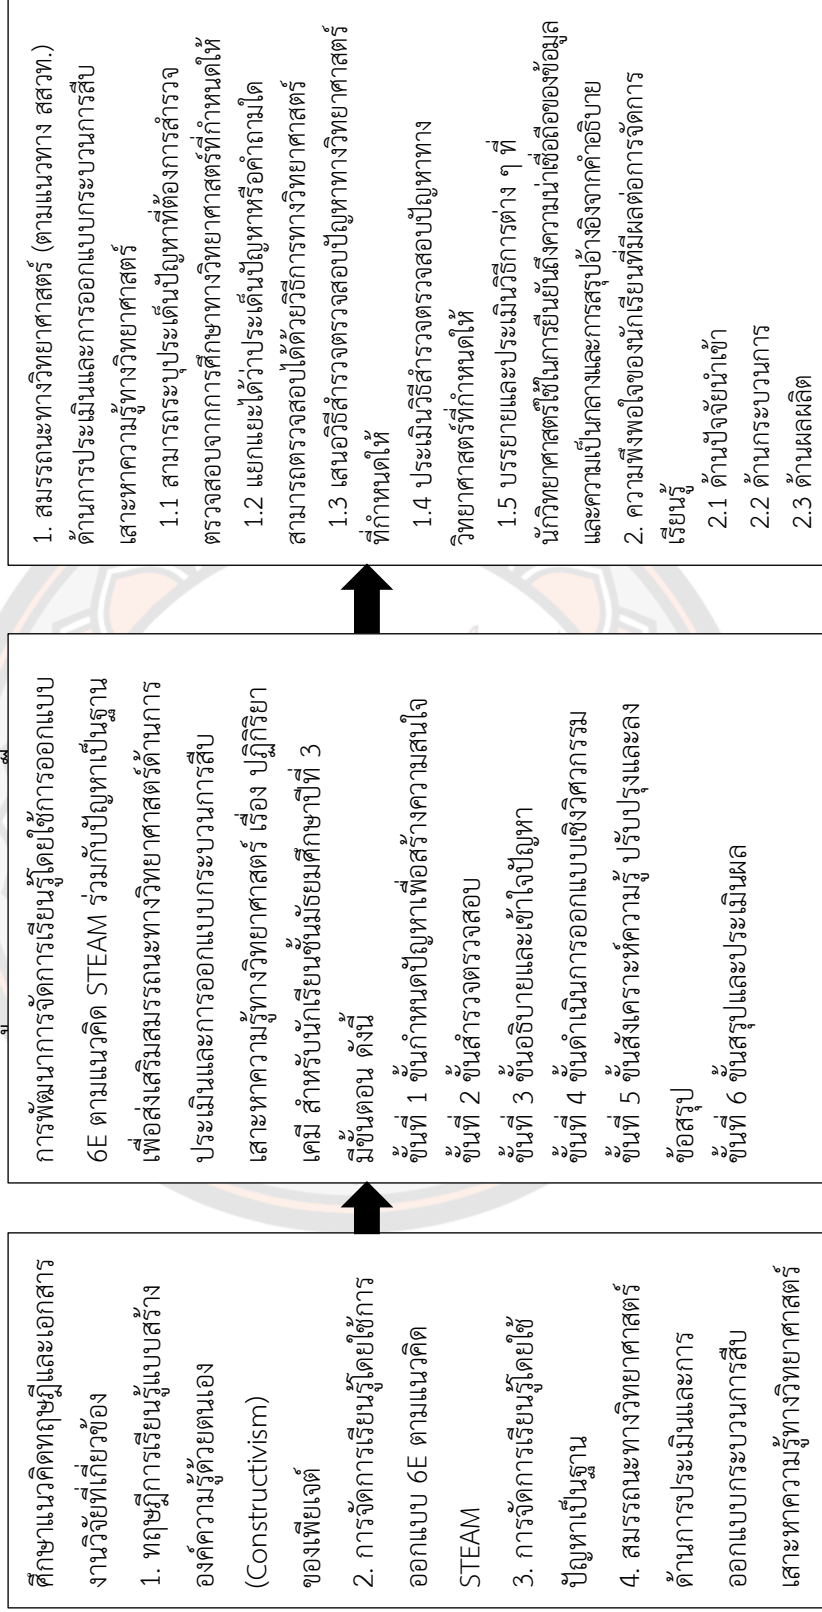 ศึกษาแนวคิดทฤษฎีและเอกสาร
งานวิจัยที่เกี่ยวข้อง
1. ทฤษฎีการเรียนรู้แบบสร้าง
องค์ความรู้ด้วยตนเอง
(Constructivism)
ของเพียเจต์
2. การจัดการเรียนรู้โดยใช้การ
ออกแบบ 6E ตามแนวคิด
STEAM
3. การจัดการเรียนรู้โดยใช้
ปัญหาเป็นฐาน
4. สมรรถนะทางวิทยาศาสตร์
ด้านการประเมินและการ
ออกแบบกระบวนการสืบ
เสาะหาความรู้ทางวิทยาศาสตร์
การพัฒนาการจัดการเรียนรู้โดยใช้การออกแบบ
6E ตามแนวคิด STEAM ร่วมกับปัญหาเป็นฐาน
เพื่อส่งเสริมสมรรถนะทางวิทยาศาสตร์ด้านการ
ประเมินและการออกแบบกระบวนการสืบ
เสาะหาความรู้ทางวิทยาศาสตร์ เรื่อง ปฏิกิริยา
เคมี สำหรับนักเรียนชั้นมัธยมศึกษาปีที่ 3
มีขั้นตอน ดังนี้
ขั้นที่ 1 ขั้นกำหนดปัญหาเพื่อสร้างความสนใจ
ขั้นที่ 2 ขั้นสำรวจตรวจสอบ
ขั้นที่ 3 ขั้นอธิบายและเข้าใจปัญหา
ขั้นที่ 4 ขั้นดำเนินการออกแบบเชิงวิศวกรรม
ขั้นที่ 5 ขั้นสังเคราะห์ความรู้ ปรับปรุงและลง
ข้อสรุป
ขั้นที่ 6 ขั้นสรุปและประเมินผล
1. สมรรถนะทางวิทยาศาสตร์ (ตามแนวทาง สสวท.)
ด้านการประเมินและการออกแบบกระบวนการสืบ
เสาะหาความรู้ทางวิทยาศาสตร์
1.1 สามารถระบุประเด็นปัญหาที่ต้องการสำรวจ
ตรวจสอบจากการศึกษาทางวิทยาศาสตร์ที่กำหนดให้
1.2 แยกแยะได้ว่าประเด็นปัญหาหรือคำถามใด
สามารถตรวจสอบได้ด้วยวิธีการทางวิทยาศาสตร์
1.3 เสนอวิธีสำรวจตรวจสอบปัญหาทางวิทยาศาสตร์
ที่กำหนดให้
1.4 ประเมินวิธีสำรวจตรวจสอบปัญหาทาง
วิทยาศาสตร์ที่กำหนดให้
1.5 บรรยายและประเมินวิธีการต่าง ๆ ที่
นักวิทยาศาสตร์ใช้ในการยืนยันถึงความน่าเชื่อถือของข้อมูล
และความเป็นกลางและการสรุปอ้างอิงจากคำอธิบาย
2. ความพึงพอใจของนักเรียนที่มีผลต่อการจัดการ
เรียนรู้
2.1 ด้านปัจจัยนำเข้า
2.2 ด้านกระบวนการ
2.3 ด้านผลผลิต